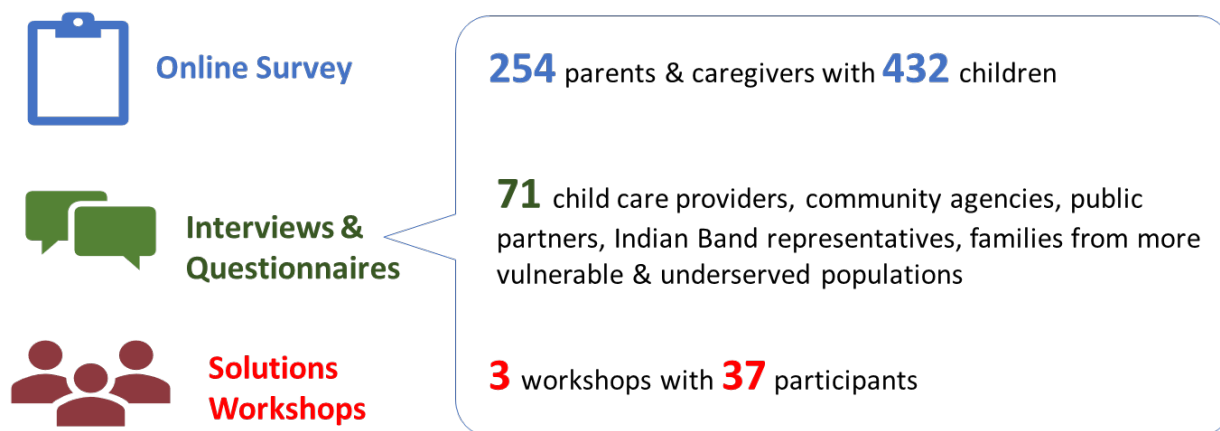 Online Survey
254 parents & caregivers with 432 children
Interviews &
Questionnaires
71 child care providers, community agencies, public
partners, Indian Band representatives, families from more
vulnerable & underserved populations
Solutions
Workshops
3 workshops with 37 participants